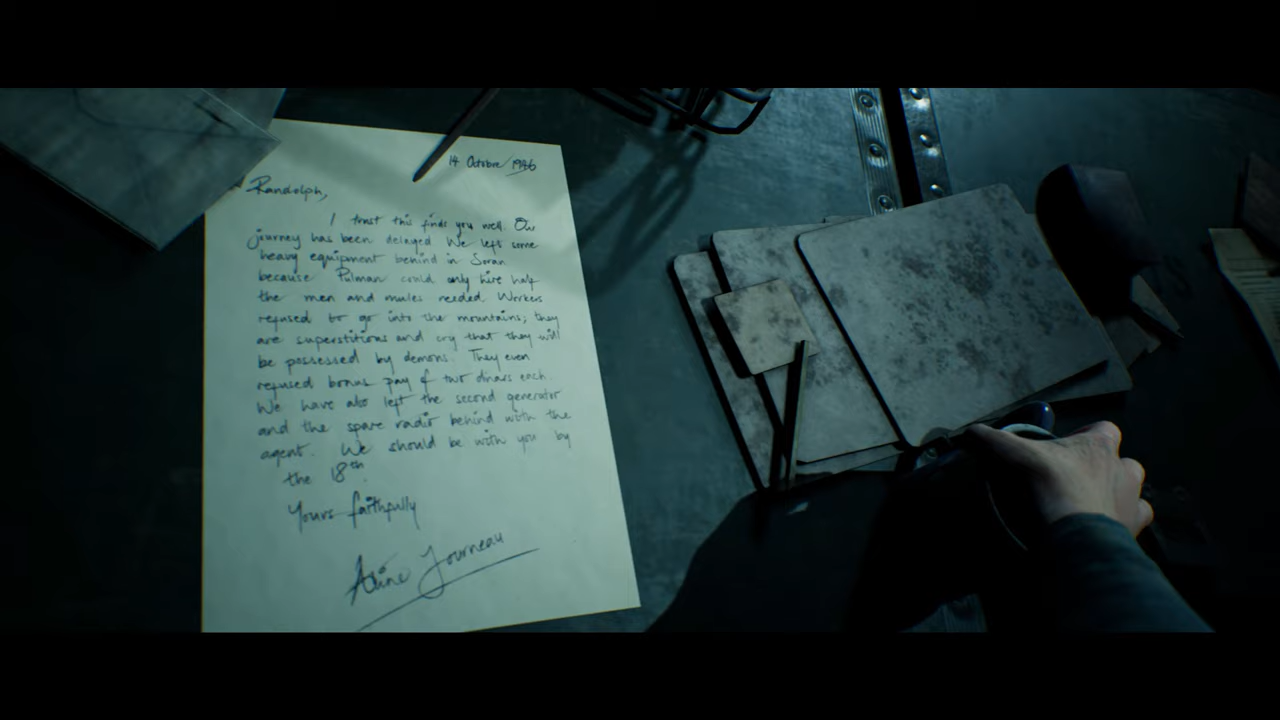 14 Octobre 1946
Randolph,
I trust this finds you well. Our
journey has been delayed. We left some
heavy equipment behind in Soran
because Pulman could only hire half
the men and mules needed. Workers
refused to go into the mountains; they
are superstitious and cry that they will
be possessed by demons. They even
refused bonus pay of two dinars each.
We have also left the second generator
and the spare radio behind with the
agent. We should be with you by
the 18th.
Yours faithfully
Aline Journeau